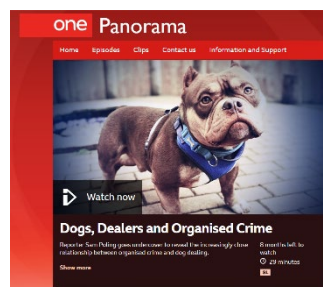 one Panorama
Home Episodes Clips Contact us Information and Support
Watch now
Dogs, Dealers and Organised Crime
Reporter Sam Poling goes undercover to reveal the increasingly close
relationship between organised crime and dog dealing.
Show more
8 months left to
watch
29 minutes
SL